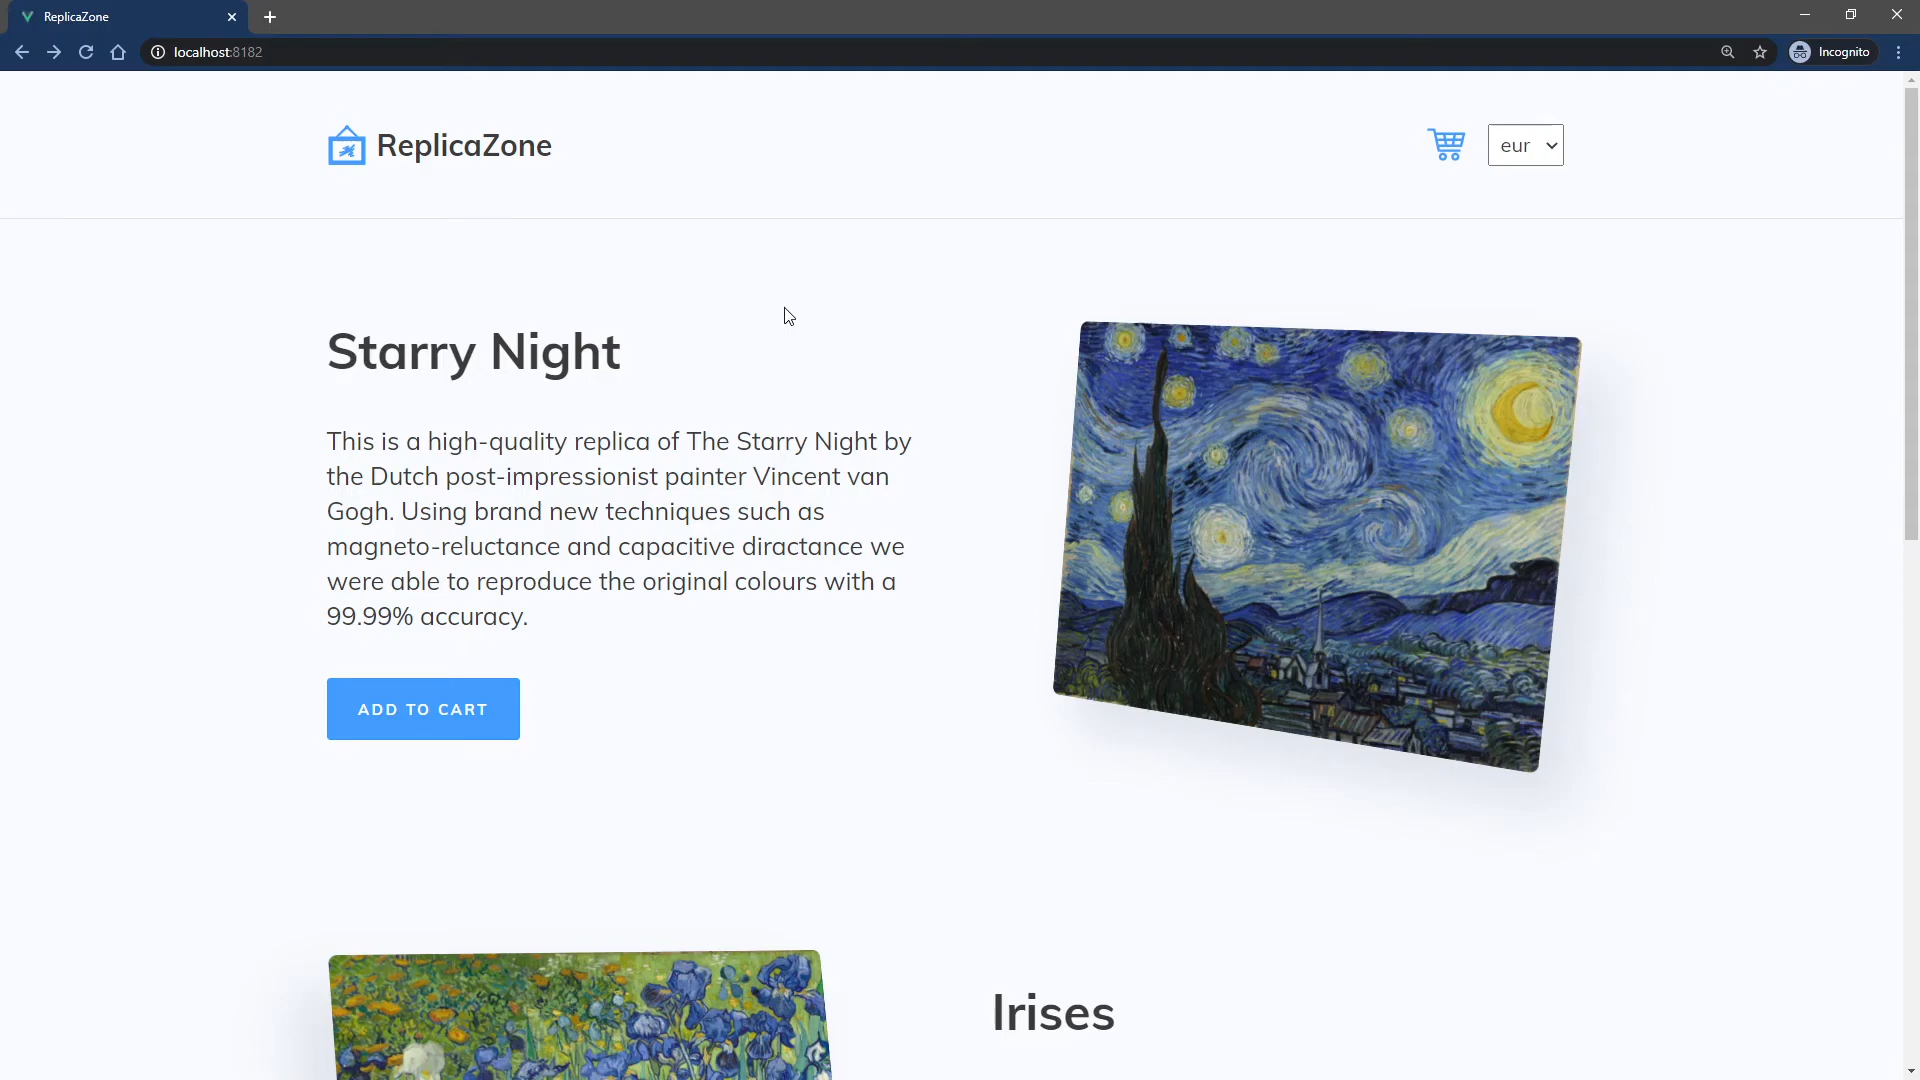 ReplicaZone
localhost:8182
Incognito
ReplicaZone
eur
Starry Night
This is a high-quality replica of The Starry Night by
the Dutch post-impressionist painter Vincent van
Gogh. Using brand new techniques such as
magneto-reluctance and capacitive diractance we
were able to reproduce the original colours with a
99.99% accuracy.
ADD TO CART
Irises